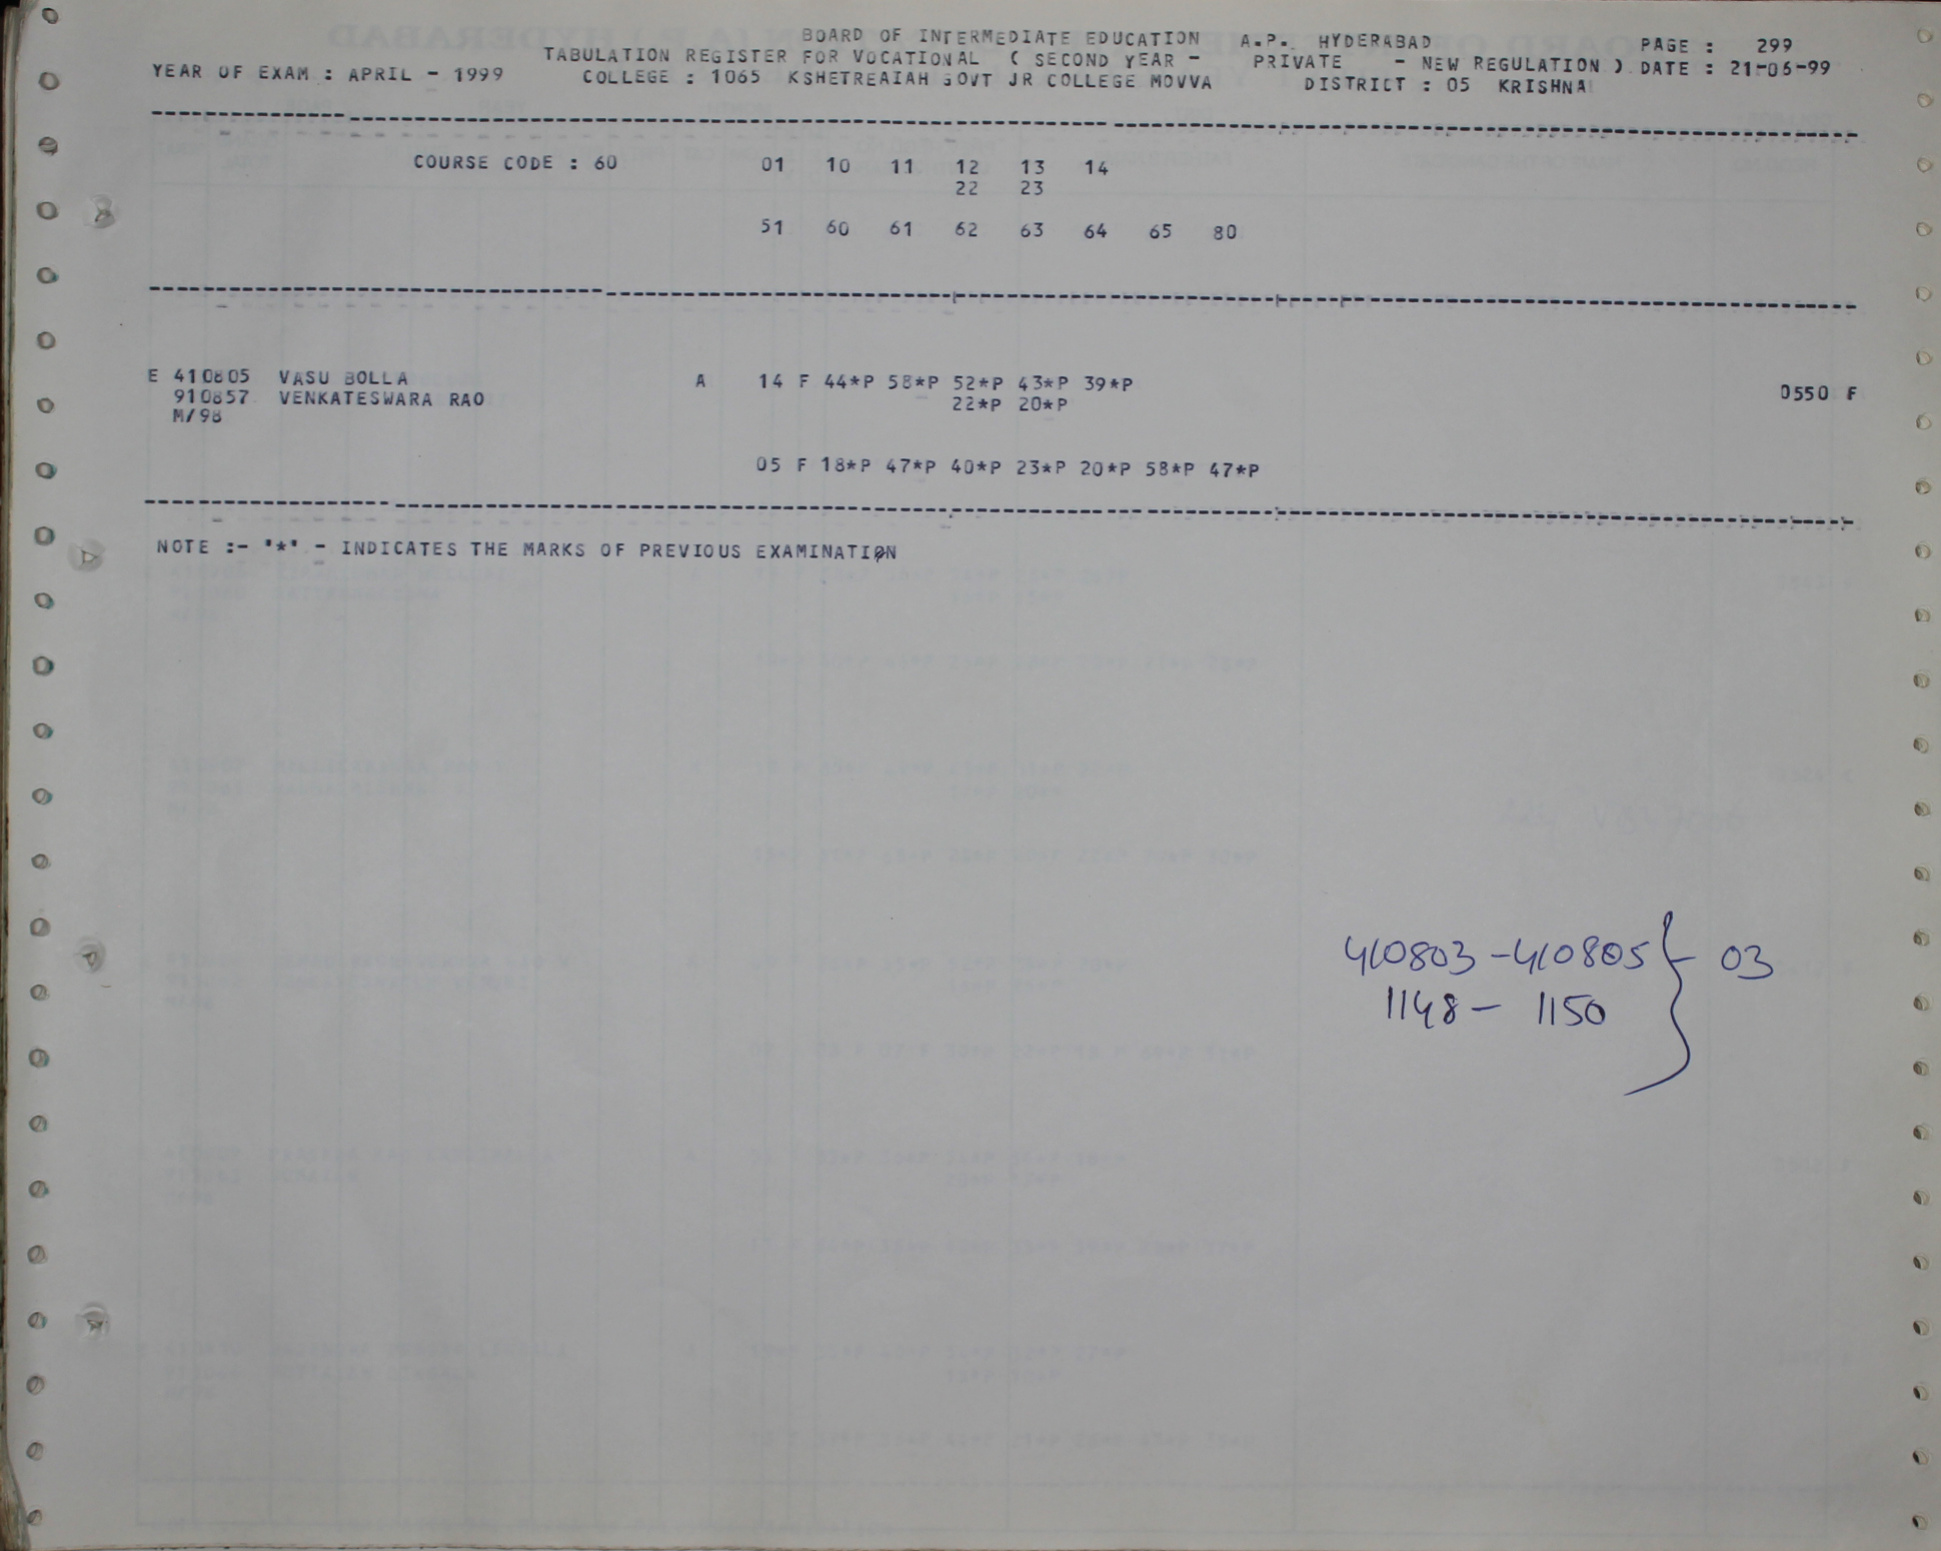 BOARD OF INTERMEDIATE EDUCATION A.P. HYDERABAD PAGE : 299
TABULATION REGISTER FOR VOCATIONAL ( SECOND YEAR - PRIVATE - NEW REGULATION ) DATE : 21-06-99
YEAR OF EXAM : APRIL - 1999 COLLEGE : 1065 KSHETREAIAH GOVT JR COLLEGE MOVVA DISTRICT : 05 KRISHNA
COURSE CODE : 60 01 10 11 12 13 14
22 23
51 60 61 62 63 64 65 80
E 410805 VASU BOLLA A 14 F 44*P 58*P 52*P 43*P 39*P 0550 F
910857 VENKATESWARA RAO 22*P 20*P
M/98
05 F 18*P 47*P 40*P 23*P 20*P 58*P 47*P
NOTE :- "*" - INDICATES THE MARKS OF PREVIOUS EXAMINATION
410803 - 410805 } - 03
1148 - 1150